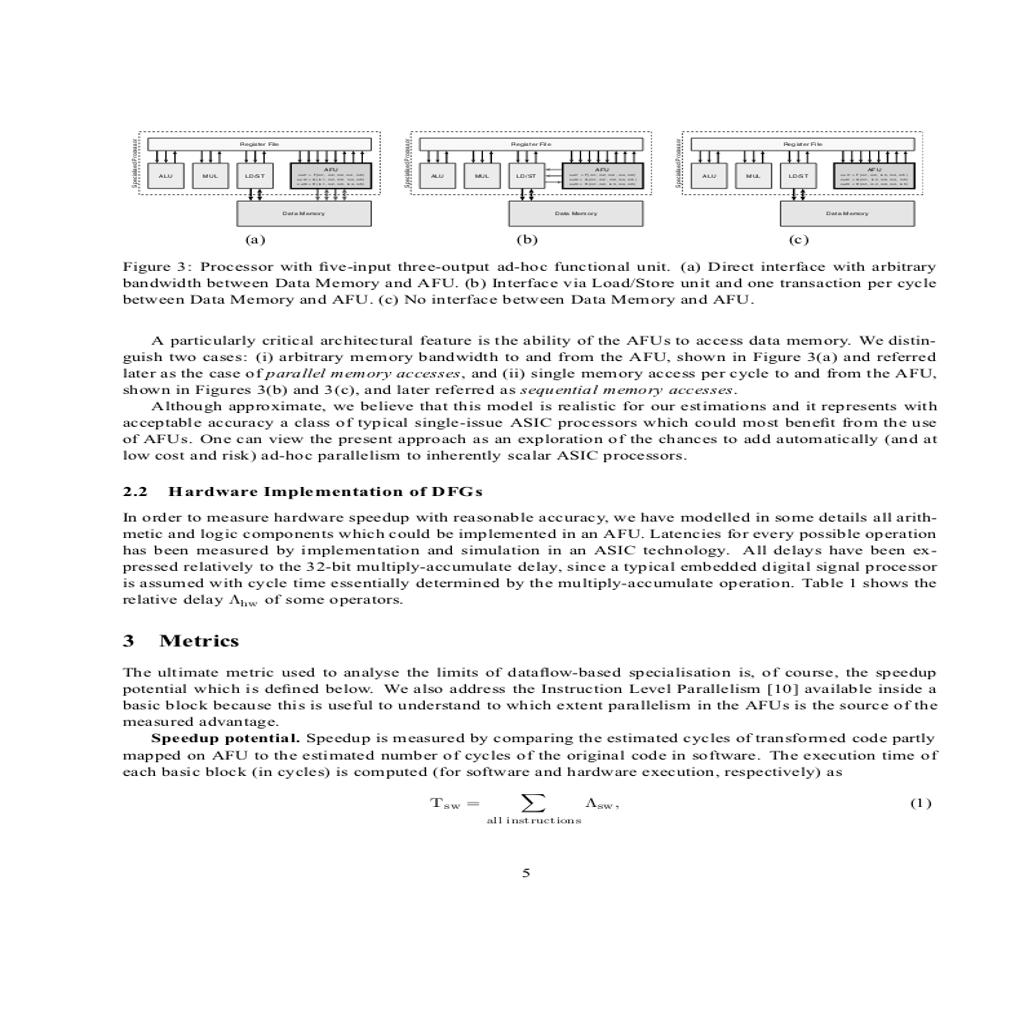 Specialised Processor
Register File
ALU
MUL
LD/ST
AFU
Data Memory
(a)
Specialised Processor
Register File
ALU
MUL
LD/ST
AFU
Data Memory
(b)
Specialised Processor
Register File
ALU
MUL
LD/ST
AFU
Data Memory
(c)
Figure 3: Processor with five-input three-output ad-hoc functional unit. (a) Direct interface with arbitrary
bandwidth between Data Memory and AFU. (b) Interface via Load/Store unit and one transaction per cycle
between Data Memory and AFU. (c) No interface between Data Memory and AFU.
A particularly critical architectural feature is the ability of the AFUs to access data memory. We distin-
guish two cases: (i) arbitrary memory bandwidth to and from the AFU, shown in Figure 3(a) and referred
later as the case of parallel memory accesses, and (ii) single memory access per cycle to and from the AFU,
shown in Figures 3(b) and 3(c), and later referred as sequential memory accesses.
Although approximate, we believe that this model is realistic for our estimations and it represents with
acceptable accuracy a class of typical single-issue ASIC processors which could most benefit from the use
of AFUs. One can view the present approach as an exploration of the chances to add automatically (and at
low cost and risk) ad-hoc parallelism to inherently scalar ASIC processors.
2.2 Hardware Implementation of DFGs
In order to measure hardware speedup with reasonable accuracy, we have modelled in some details all arith-
metic and logic components which could be implemented in an AFU. Latencies for every possible operation
has been measured by implementation and simulation in an ASIC technology. All delays have been ex-
pressed relatively to the 32-bit multiply-accumulate delay, since a typical embedded digital signal processor
is assumed with cycle time essentially determined by the multiply-accumulate operation. Table 1 shows the
relative delay Λhw of some operators.
3 Metrics
The ultimate metric used to analyse the limits of dataflow-based specialisation is, of course, the speedup
potential which is defined below. We also address the Instruction Level Parallelism [10] available inside a
basic block because this is useful to understand to which extent parallelism in the AFUs is the source of the
measured advantage.
Speedup potential. Speedup is measured by comparing the estimated cycles of transformed code partly
mapped on AFU to the estimated number of cycles of the original code in software. The execution time of
each basic block (in cycles) is computed (for software and hardware execution, respectively) as
Tsw = ∑ Λsw, (1)
all instructions
5